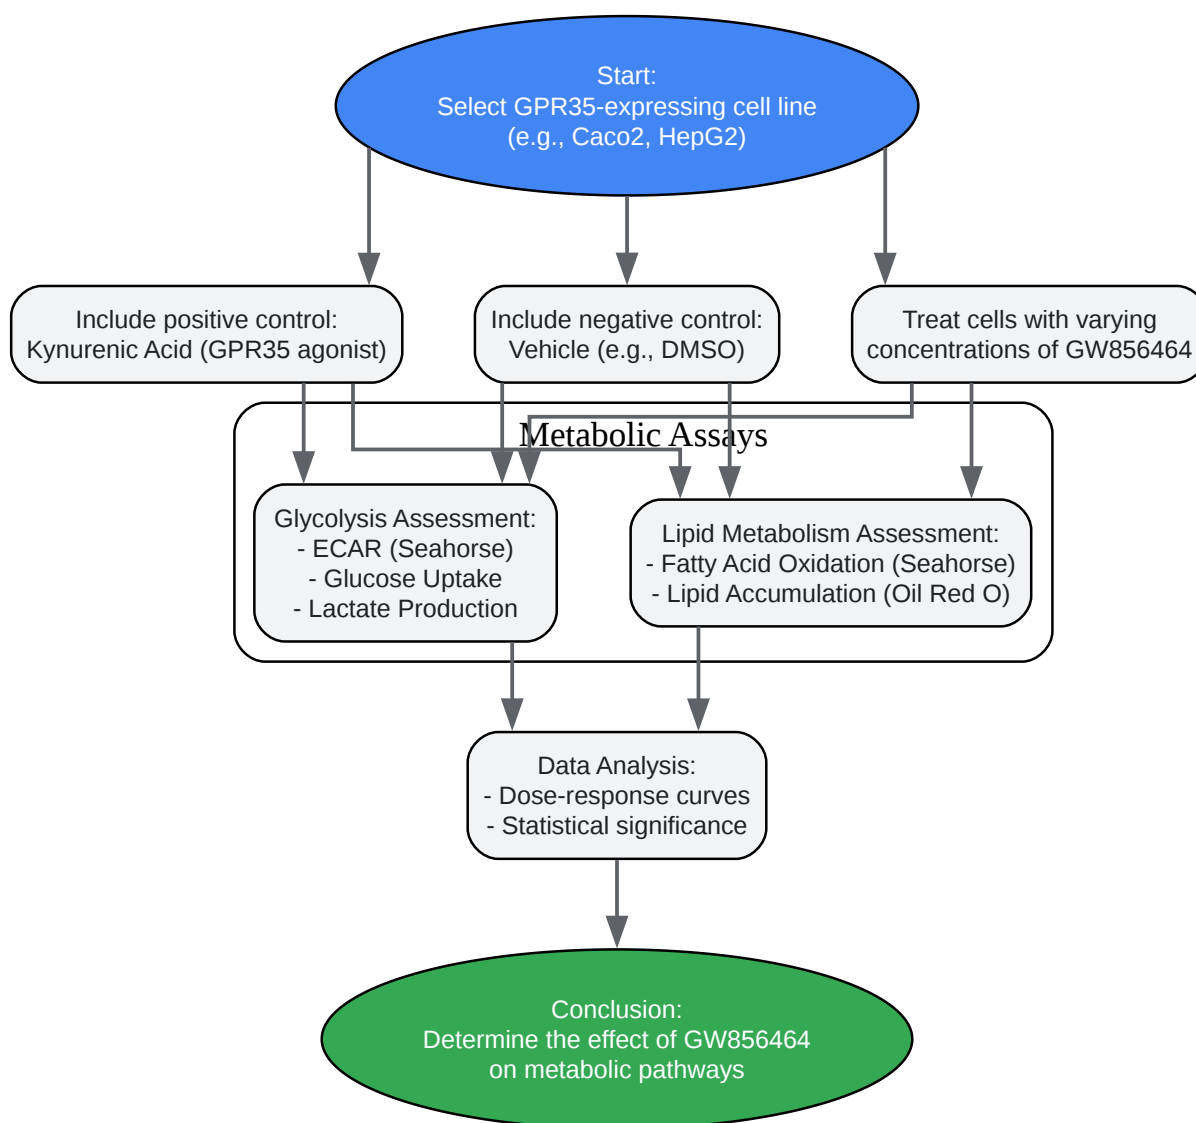 Start:
Select GPR35-expressing cell line
(e.g., Caco2, HepG2)
Include positive control:
Kynurenic Acid (GPR35 agonist)
Include negative control:
Vehicle (e.g., DMSO)
Treat cells with varying
concentrations of GW856464
Metabolic Assays
Glycolysis Assessment:
- ECAR (Seahorse)
- Glucose Uptake
- Lactate Production
Lipid Metabolism Assessment:
- Fatty Acid Oxidation (Seahorse)
- Lipid Accumulation (Oil Red O)
Data Analysis:
- Dose-response curves
- Statistical significance
Conclusion:
Determine the effect of GW856464
on metabolic pathways